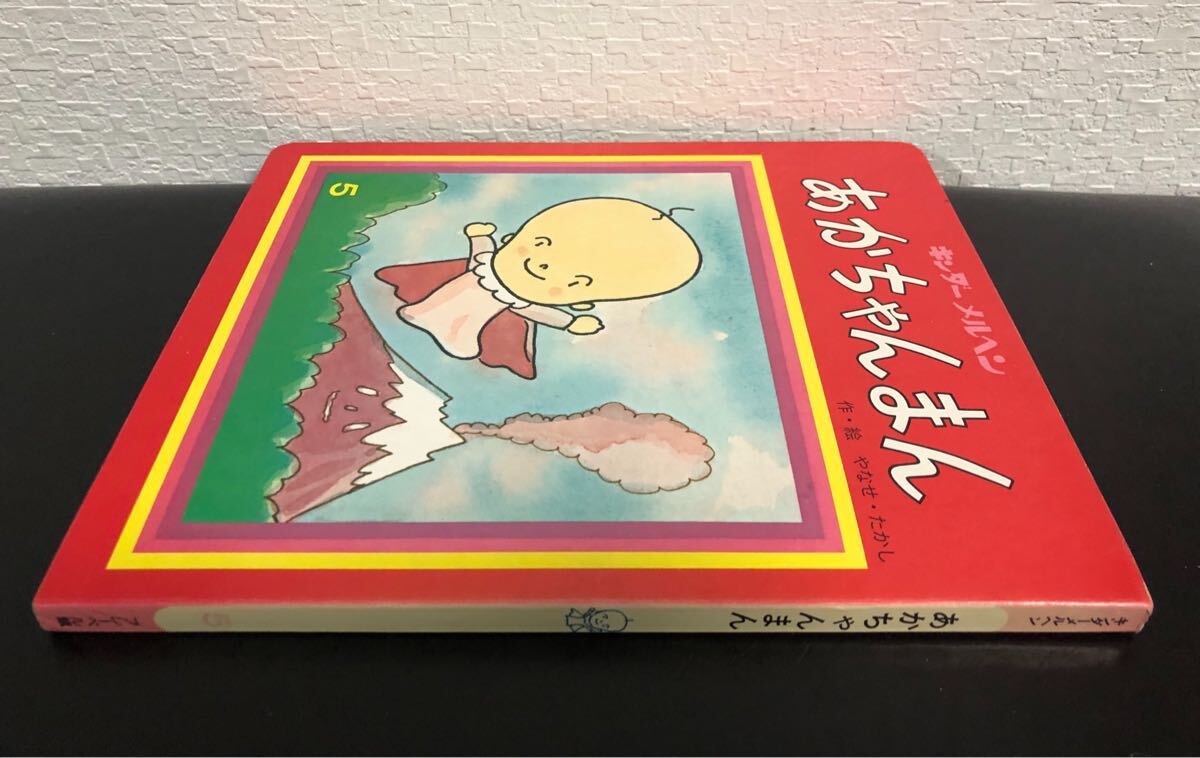 キンダーメルヘン
あかちゃんまん
作・絵 やなせ・たかし
5
キンダーメルヘン
あかちゃんまん
5
フレーベル館